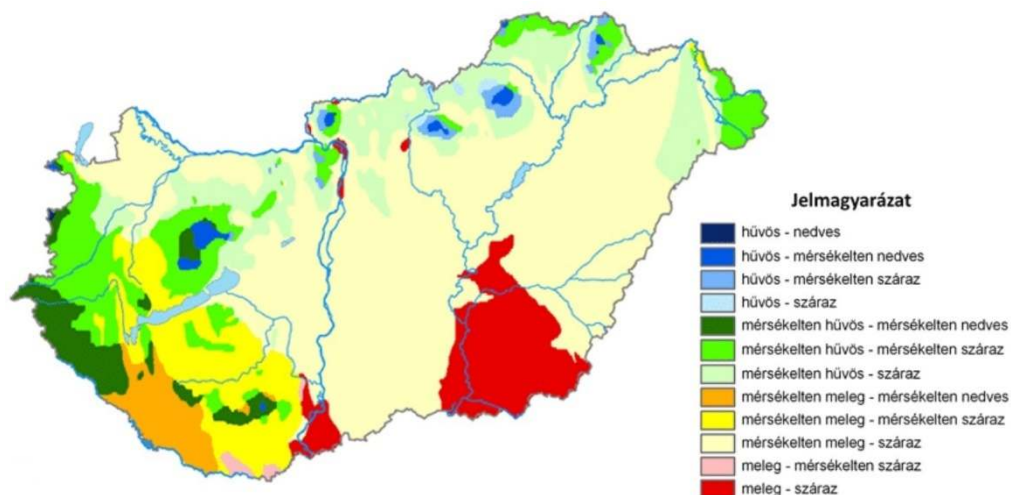 Jelmagyarázat
hűvös - nedves
hűvös - mérsékelten nedves
hűvös - mérsékelten száraz
hűvös - száraz
mérsékelten hűvös - mérsékelten nedves
mérsékelten hűvös - mérsékelten száraz
mérsékelten hűvös - száraz
mérsékelten meleg - mérsékelten nedves
mérsékelten meleg - mérsékelten száraz
mérsékelten meleg - száraz
meleg - mérsékelten száraz
meleg - száraz